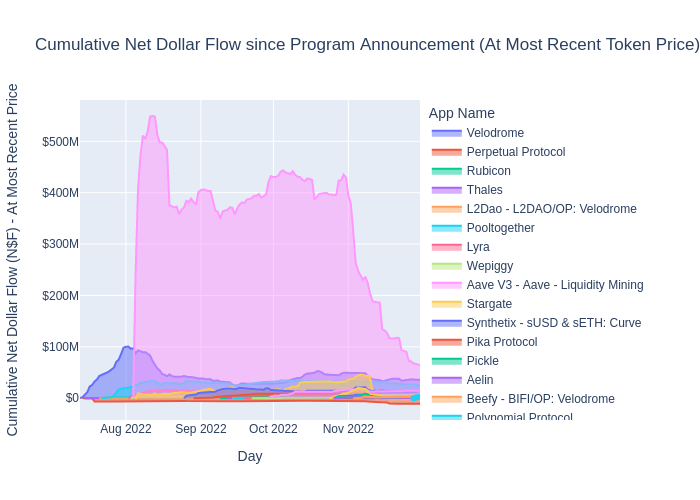 Cumulative Net Dollar Flow since Program Announcement (At Most Recent Token Price)
Cumulative Net Dollar Flow (N$F) - At Most Recent Price
$500M
$400M
$300M
$200M
$100M
$0
Aug 2022
Sep 2022
Oct 2022
Nov 2022
Day
App Name
Velodrome
Perpetual Protocol
Rubicon
Thales
L2Dao - L2DAO/OP: Velodrome
Pooltogether
Lyra
Wepiggy
Aave V3 - Aave - Liquidity Mining
Stargate
Synthetix - sUSD & sETH: Curve
Pika Protocol
Pickle
Aelin
Beefy - BIFI/OP: Velodrome
Polynomial Protocol